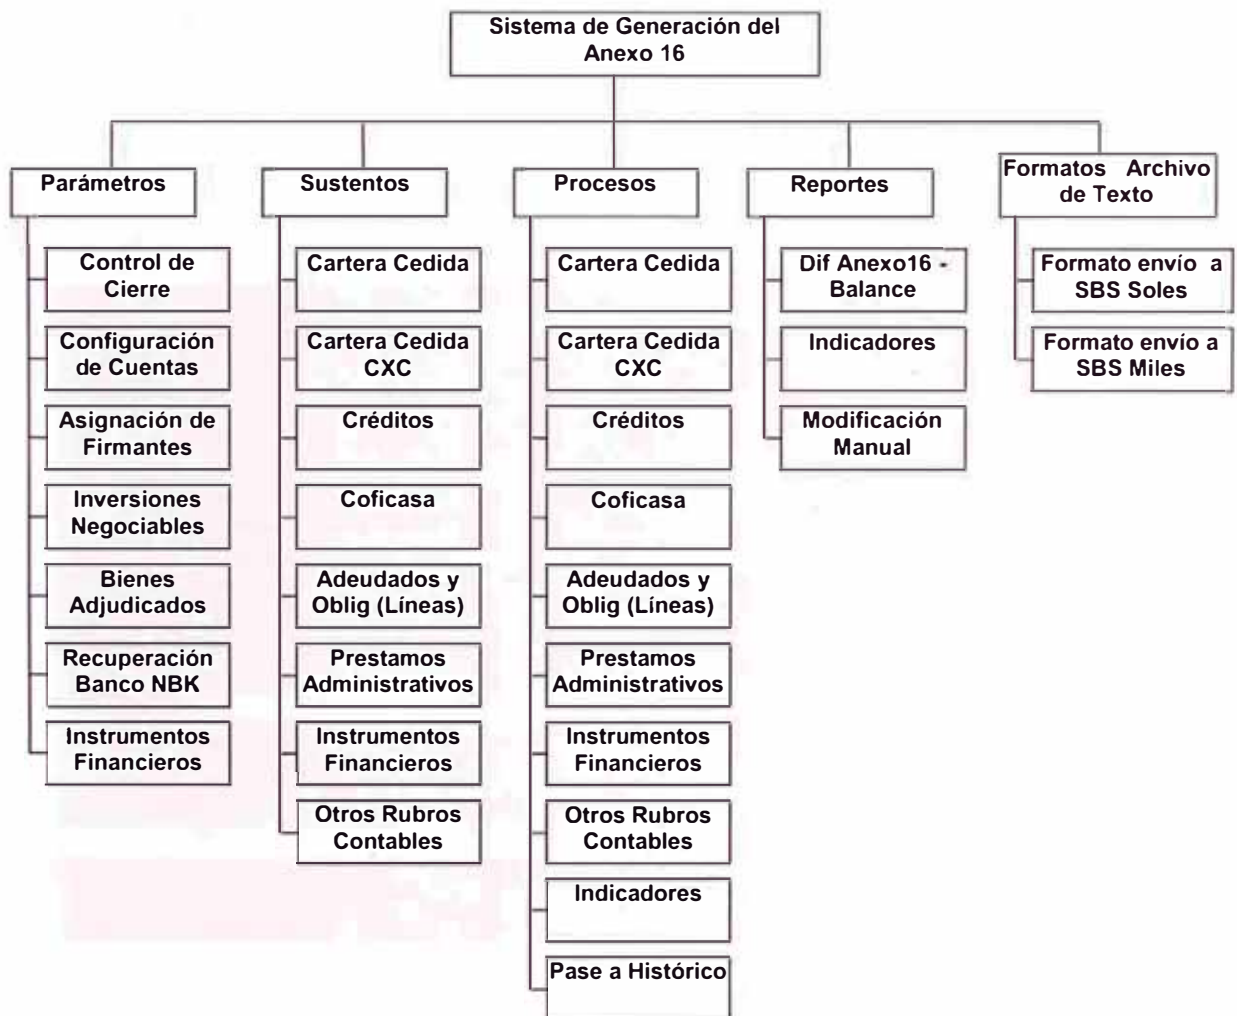 Sistema de Generación del
Anexo 16
Parámetros
Control de
Cierre
Configuración
de Cuentas
Asignación de
Firmantes
Inversiones
Negociables
Bienes
Adjudicados
Recuperación
Banco NBK
Instrumentos
Financieros
Sustentos
Cartera Cedida
Cartera Cedida
CXC
Créditos
Coficasa
Adeudados y
Oblig (Líneas)
Prestamos
Administrativos
Instrumentos
Financieros
Otros Rubros
Contables
Procesos
Cartera Cedida
Cartera Cedida
CXC
Créditos
Coficasa
Adeudados y
Oblig (Líneas)
Prestamos
Administrativos
Instrumentos
Financieros
Otros Rubros
Contables
Indicadores
Pase a Histórico
Reportes
Dif Anexo16 -
Balance
Indicadores
Modificación
Manual
Formatos Archivo
de Texto
Formato envío a
SBS Soles
Formato envío a
SBS Miles